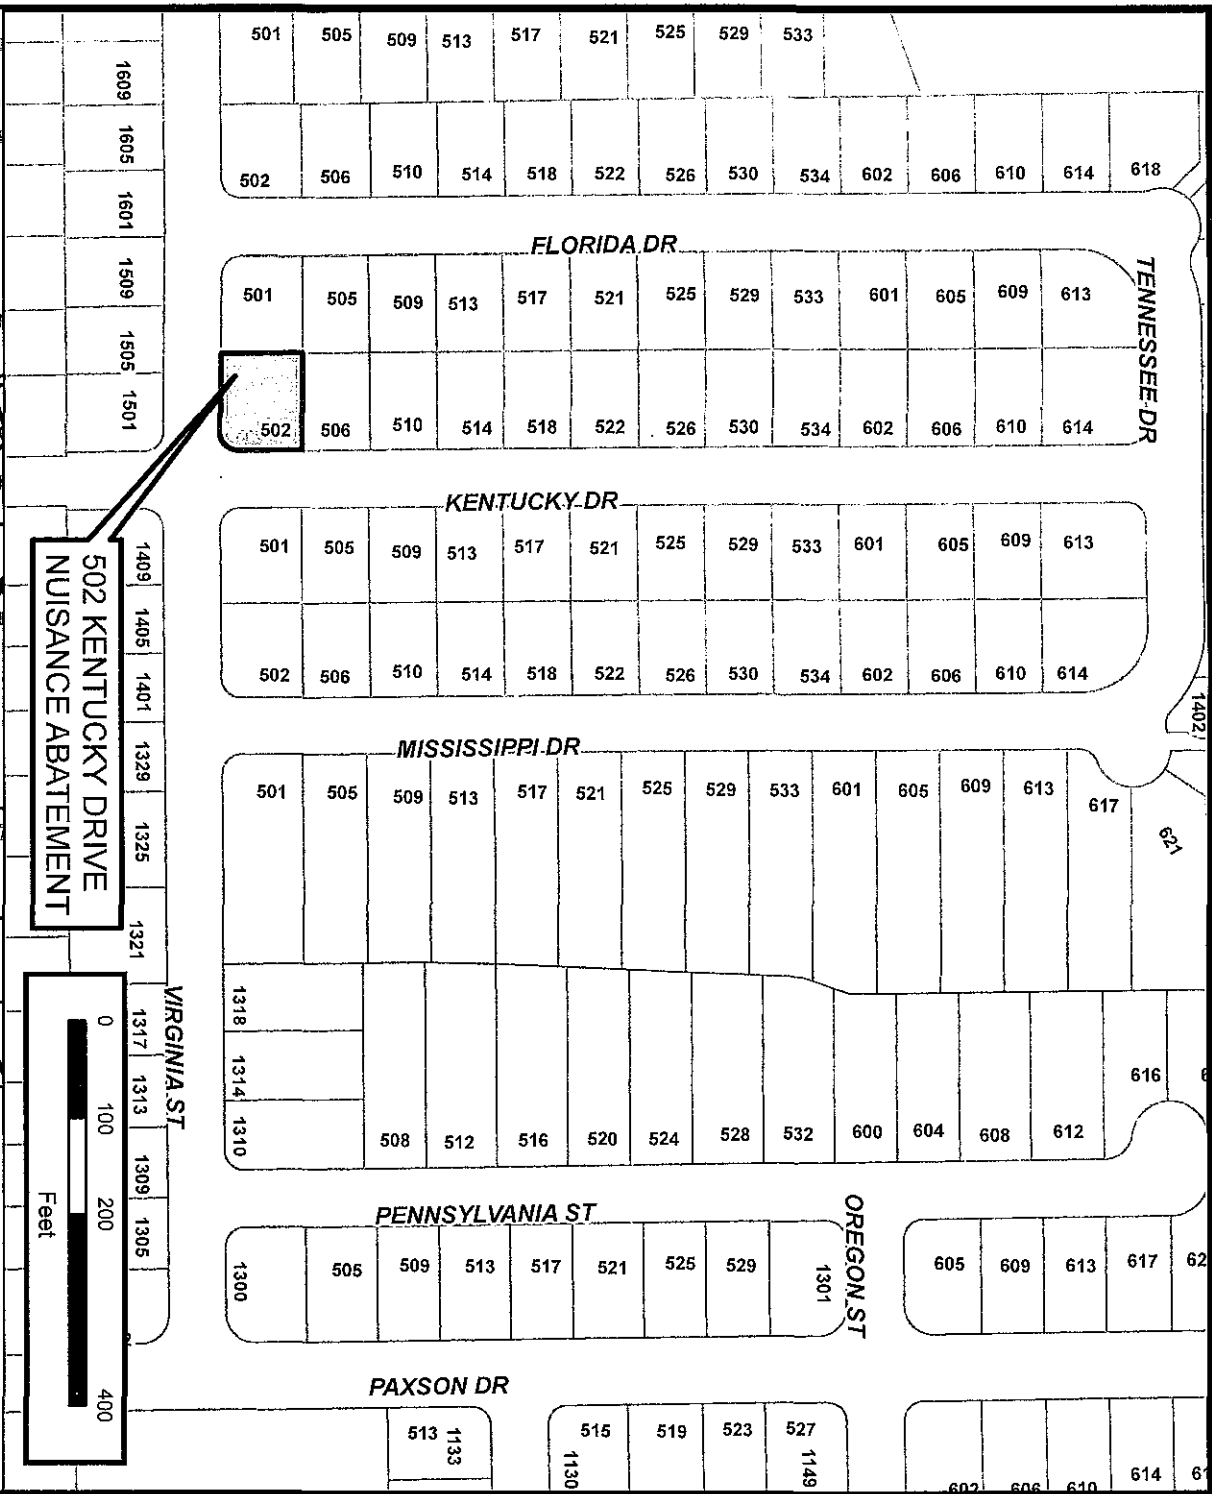 501 505 509 513 517 521 525 529 533
1609
1605
1601
1509
1505
1501
502 506 510 514 518 522 526 530 534 602 606 610 614 618
FLORIDA DR
TENNESSEE DR
501 505 509 513 517 521 525 529 533 601 605 609 613
502 506 510 514 518 522 526 530 534 602 606 610 614
KENTUCKY DR
501 505 509 513 517 521 525 529 533 601 605 609 613
502 506 510 514 518 522 526 530 534 602 606 610 614
1402
1409
1405
1401
1329
1325
1321
1317
1313
1309
1305
502 KENTUCKY DRIVE
NUISANCE ABATEMENT
MISSISSIPPI DR
501 505 509 513 517 521 525 529 533 601 605 609 613 617 621
VIRGINIA ST
1318
1314
1310
508 512 516 520 524 528 532 600 604 608 612 616
0 100 200 400
Feet
PENNSYLVANIA ST
OREGON ST
1300 505 509 513 517 521 525 529 1301 605 609 613 617
PAXSON DR
513 1133 515 519 523 527
1130 1149
602 606 610 614